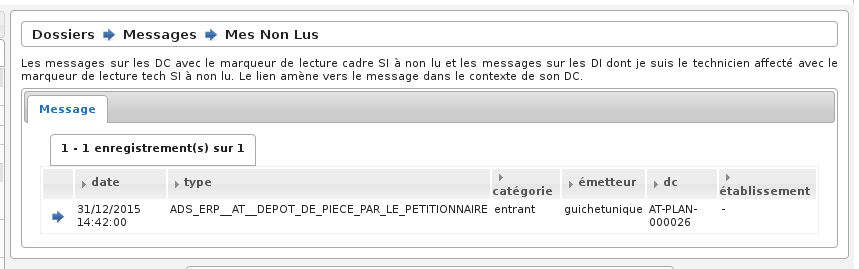 Dossiers Messages Mes Non Lus
Les messages sur les DC avec le marqueur de lecture cadre SI à non lu et les messages sur les DI dont je suis le technicien affecté avec le
marqueur de lecture tech SI à non lu. Le lien amène vers le message dans le contexte de son DC.
Message
1 - 1 enregistrement(s) sur 1
date type catégorie émetteur dc établissement
31/12/2015 ADS_ERP__AT__DEPOT_DE_PIECE_PAR_LE_PETITIONNAIRE entrant guichetunique AT-PLAN- -
14:42:00 000026